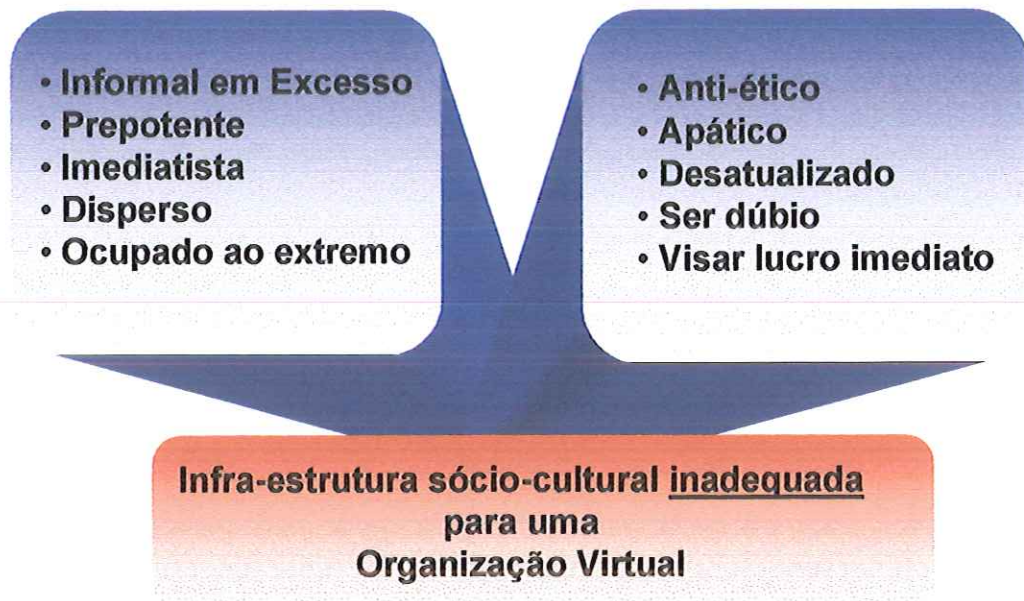 • Informal em Excesso
• Prepotente
• Imediatista
• Disperso
• Ocupado ao extremo
• Anti-ético
• Apático
• Desatualizado
• Ser dúbio
• Visar lucro imediato
Infra-estrutura sócio-cultural inadequada
para uma
Organização Virtual